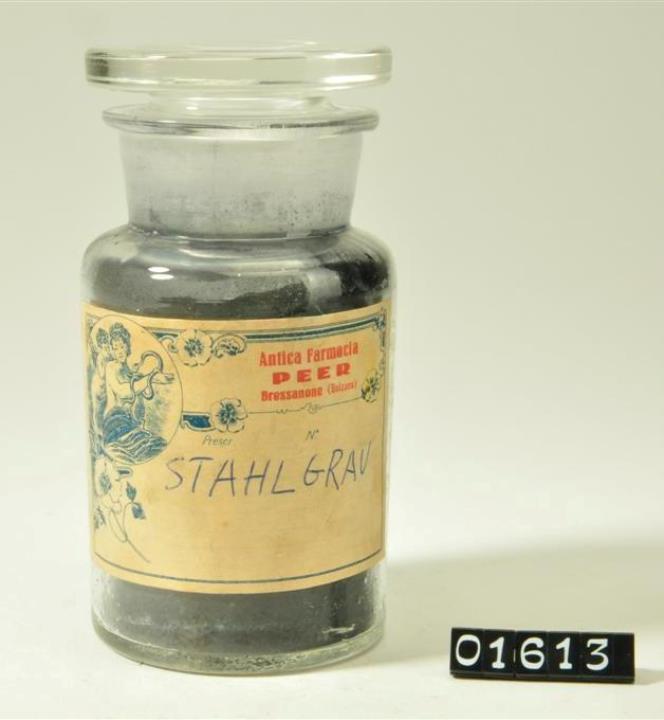 Antica Farmacia
PEER
Bressanone (Bolzano)
Prescr. N°
STAHLGRAU
01613